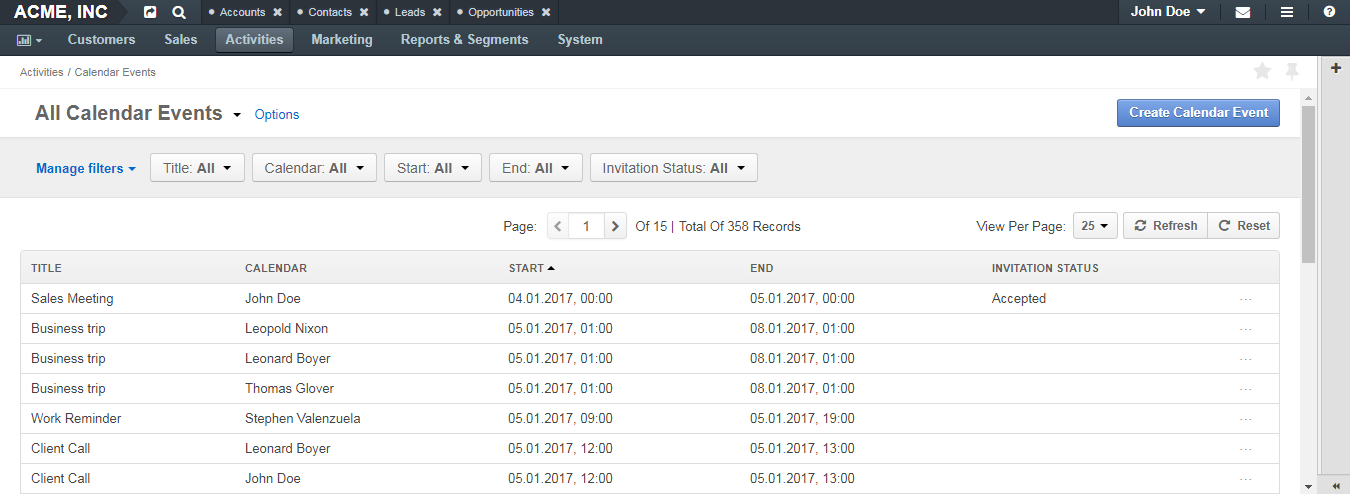 ACME, INC • Accounts ✖ • Contacts ✖ • Leads ✖ • Opportunities ✖ John Doe
Customers Sales Activities Marketing Reports & Segments System
Activities / Calendar Events
All Calendar Events Options Create Calendar Event
Manage filters Title: All Calendar: All Start: All End: All Invitation Status: All
Page: 1 Of 15 | Total Of 358 Records View Per Page: 25 Refresh Reset
TITLE CALENDAR START END INVITATION STATUS
Sales Meeting John Doe 04.01.2017, 00:00 05.01.2017, 00:00 Accepted ...
Business trip Leopold Nixon 05.01.2017, 01:00 08.01.2017, 01:00 ...
Business trip Leonard Boyer 05.01.2017, 01:00 08.01.2017, 01:00 ...
Business trip Thomas Glover 05.01.2017, 01:00 08.01.2017, 01:00 ...
Work Reminder Stephen Valenzuela 05.01.2017, 09:00 05.01.2017, 19:00 ...
Client Call Leonard Boyer 05.01.2017, 12:00 05.01.2017, 13:00 ...
Client Call John Doe 05.01.2017, 12:00 05.01.2017, 13:00 ...